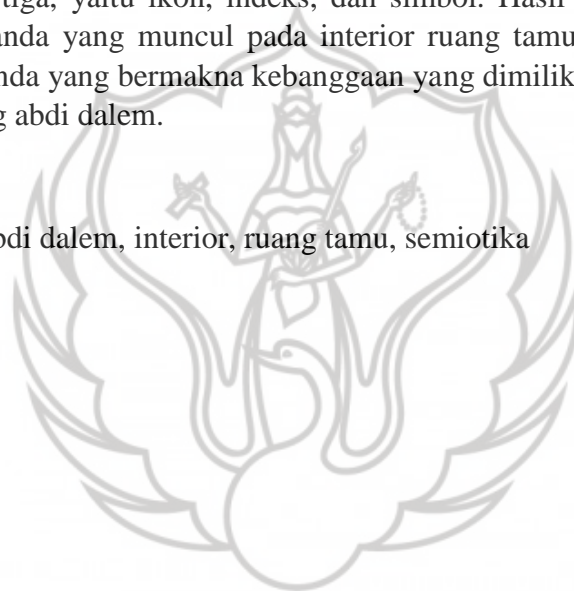 tiga, yaitu ikon, indeks, dan simbol. Hasil
anda yang muncul pada interior ruang tamu
nda yang bermakna kebanggaan yang dimilik
g abdi dalem.
bdi dalem, interior, ruang tamu, semiotika